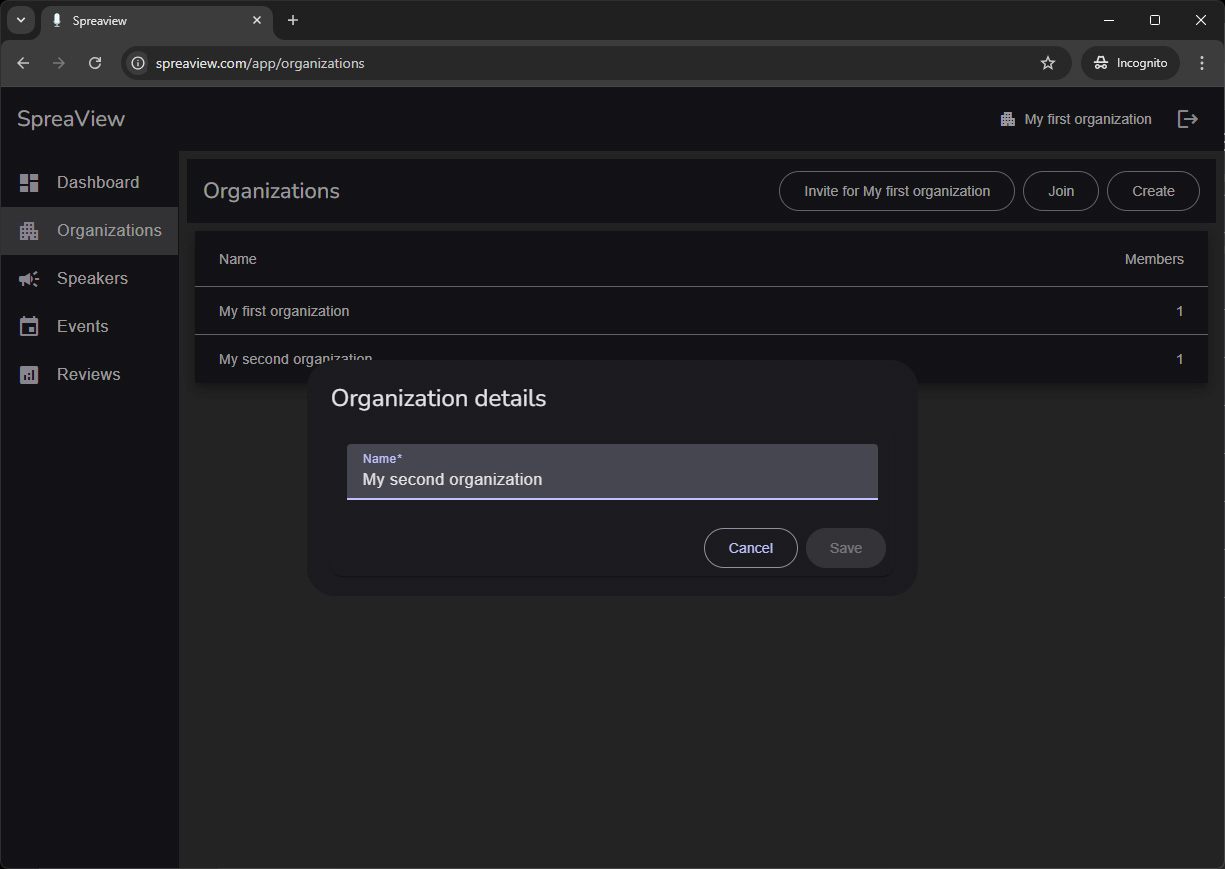 Spreaview
spreaview.com/app/organizations
Incognito
SpreaView
My first organization
Dashboard
Organizations
Speakers
Events
Reviews
Organizations
Invite for My first organization
Join
Create
Name
Members
My first organization
1
My second organization
1
Organization details
Name*
My second organization
Cancel
Save